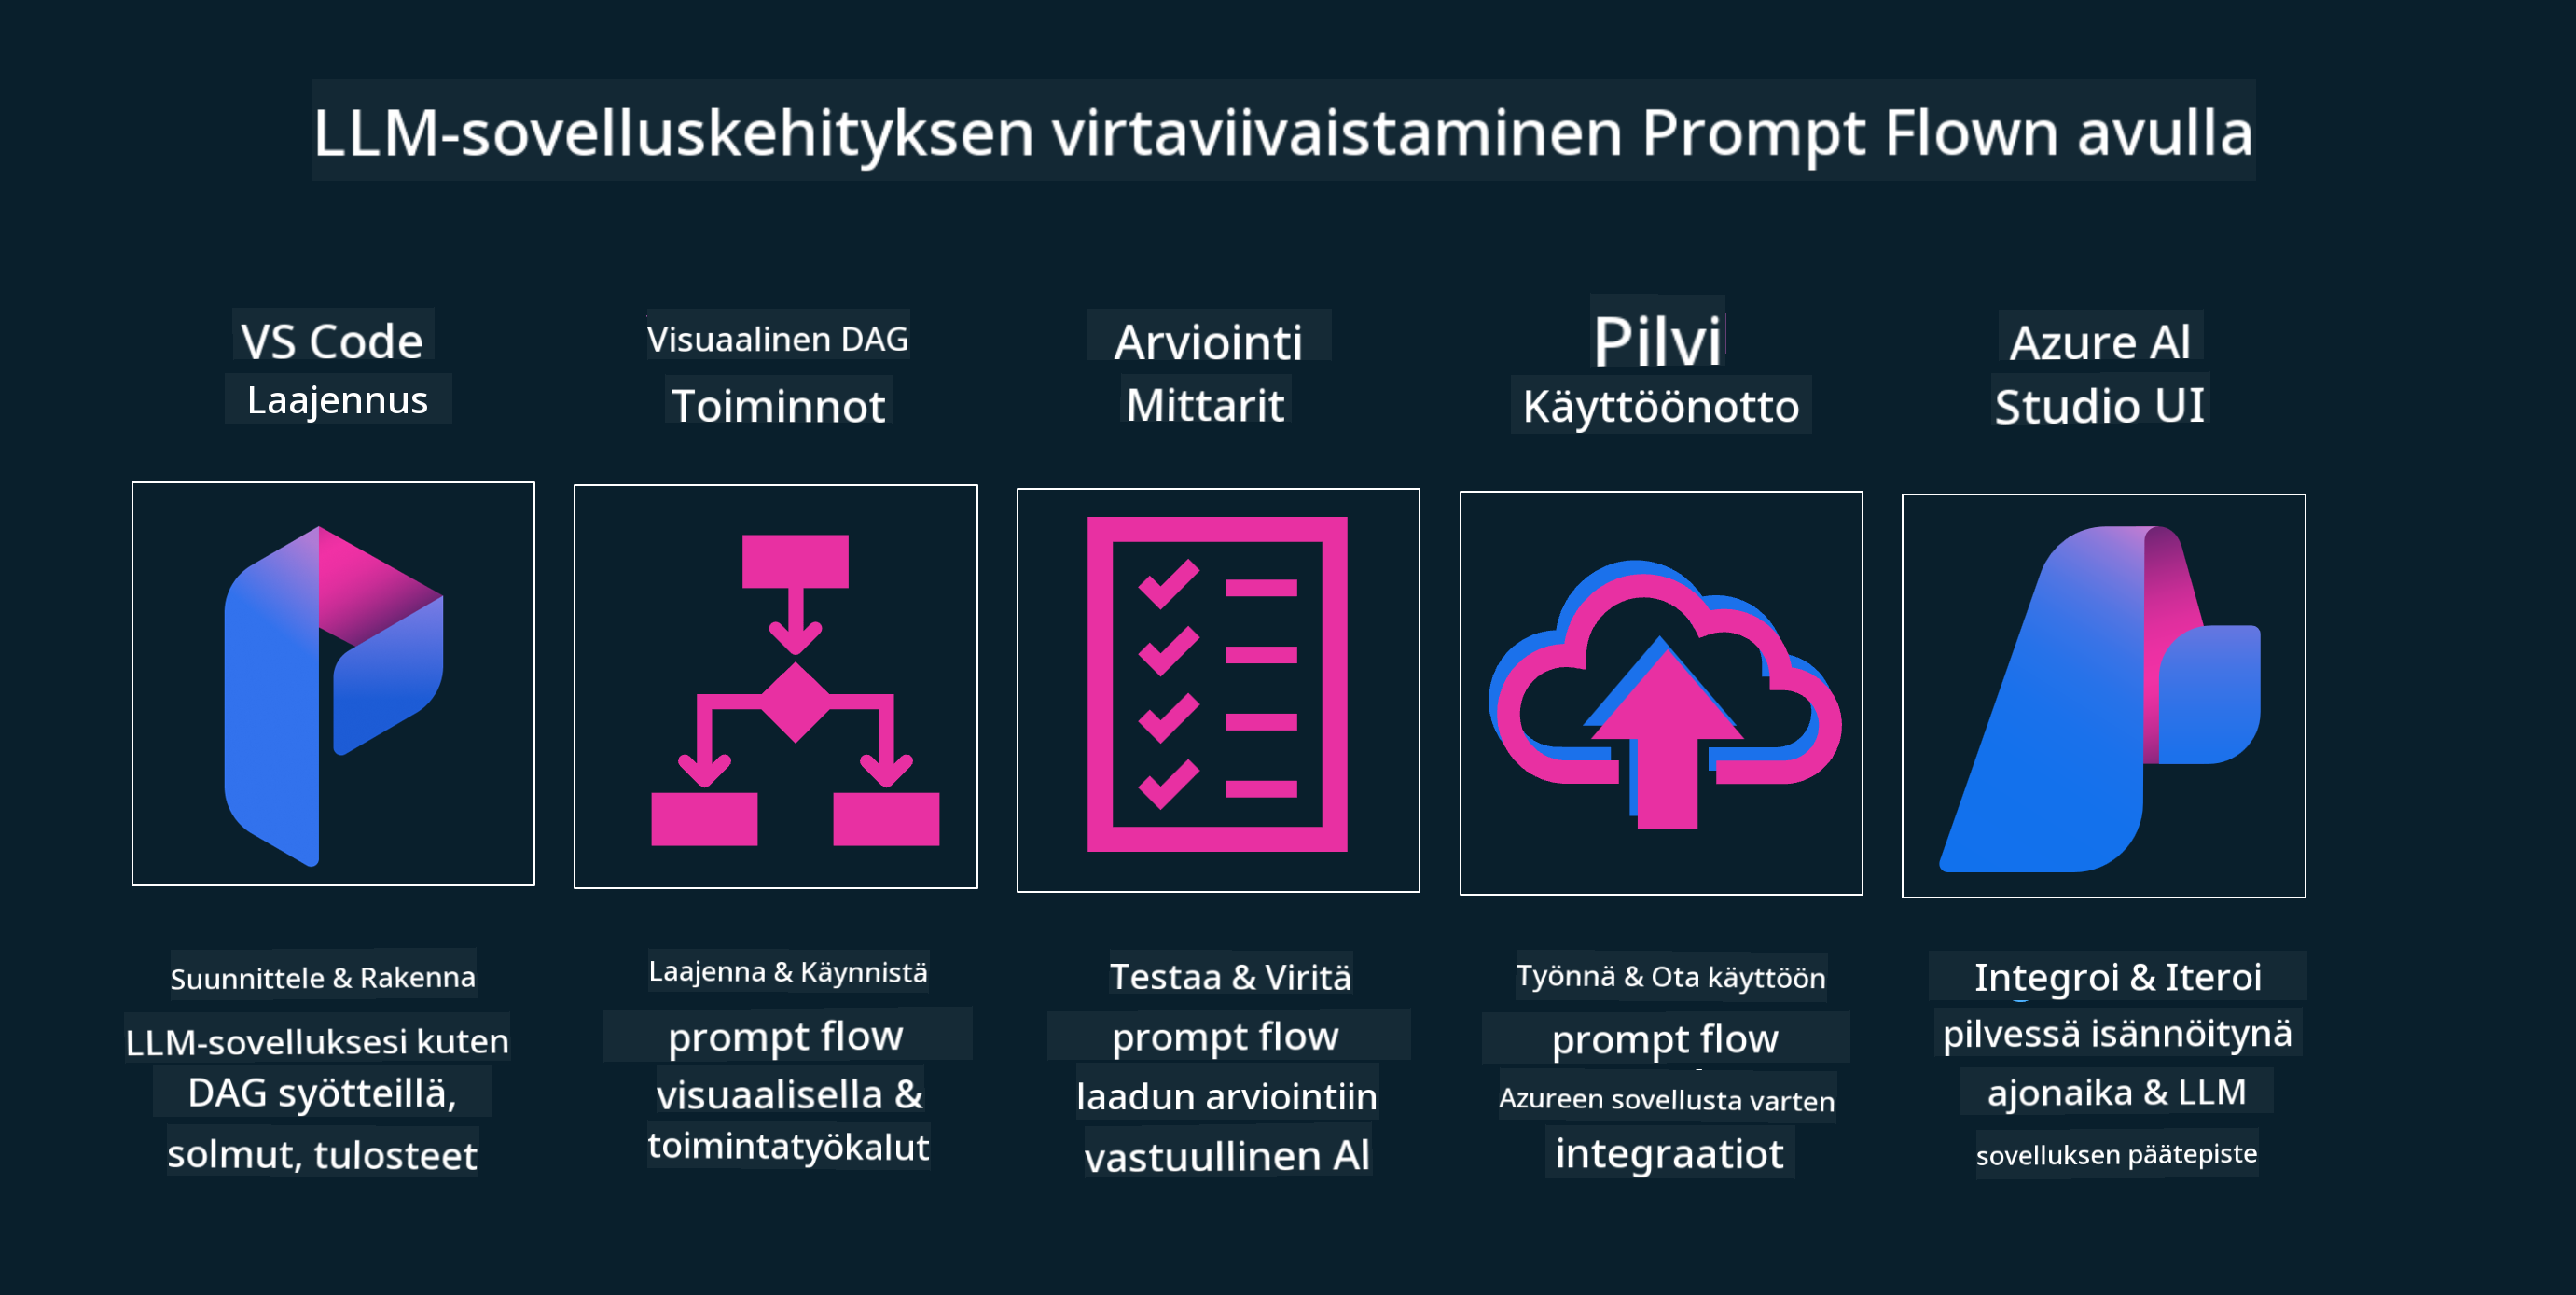 LLM-sovelluskehityksen virtaviivaistaminen Prompt Flown avulla
VS Code
Laajennus
Visuaalinen DAG
Toiminnot
Arviointi
Mittarit
Pilvi
Käyttöönotto
Azure Al
Studio UI
Suunnittele & Rakenna
LLM-sovelluksesi kuten
DAG syötteillä,
solmut, tulosteet
Laajenna & Käynnistä
prompt flow
visuaalisella &
toimintatyökalut
Testaa & Viritä
prompt flow
laadun arviointiin
vastuullinen Al
Työnnä & Ota käyttöön
prompt flow
Azureen sovellusta varten
integraatiot
Integroi & Iteroi
pilvessä isännöitynä
ajonaika & LLM
sovelluksen päätepiste